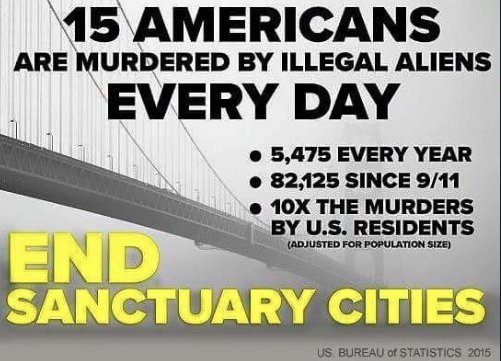 15 AMERICANS
ARE MURDERED BY ILLEGAL ALIENS
EVERY DAY
• 5,475 EVERY YEAR
• 82,125 SINCE 9/11
• 10X THE MURDERS
BY U.S. RESIDENTS
(ADJUSTED FOR POPULATION SIZE)
END
SANCTUARY CITIES
US. BUREAU of STATISTICS 2015